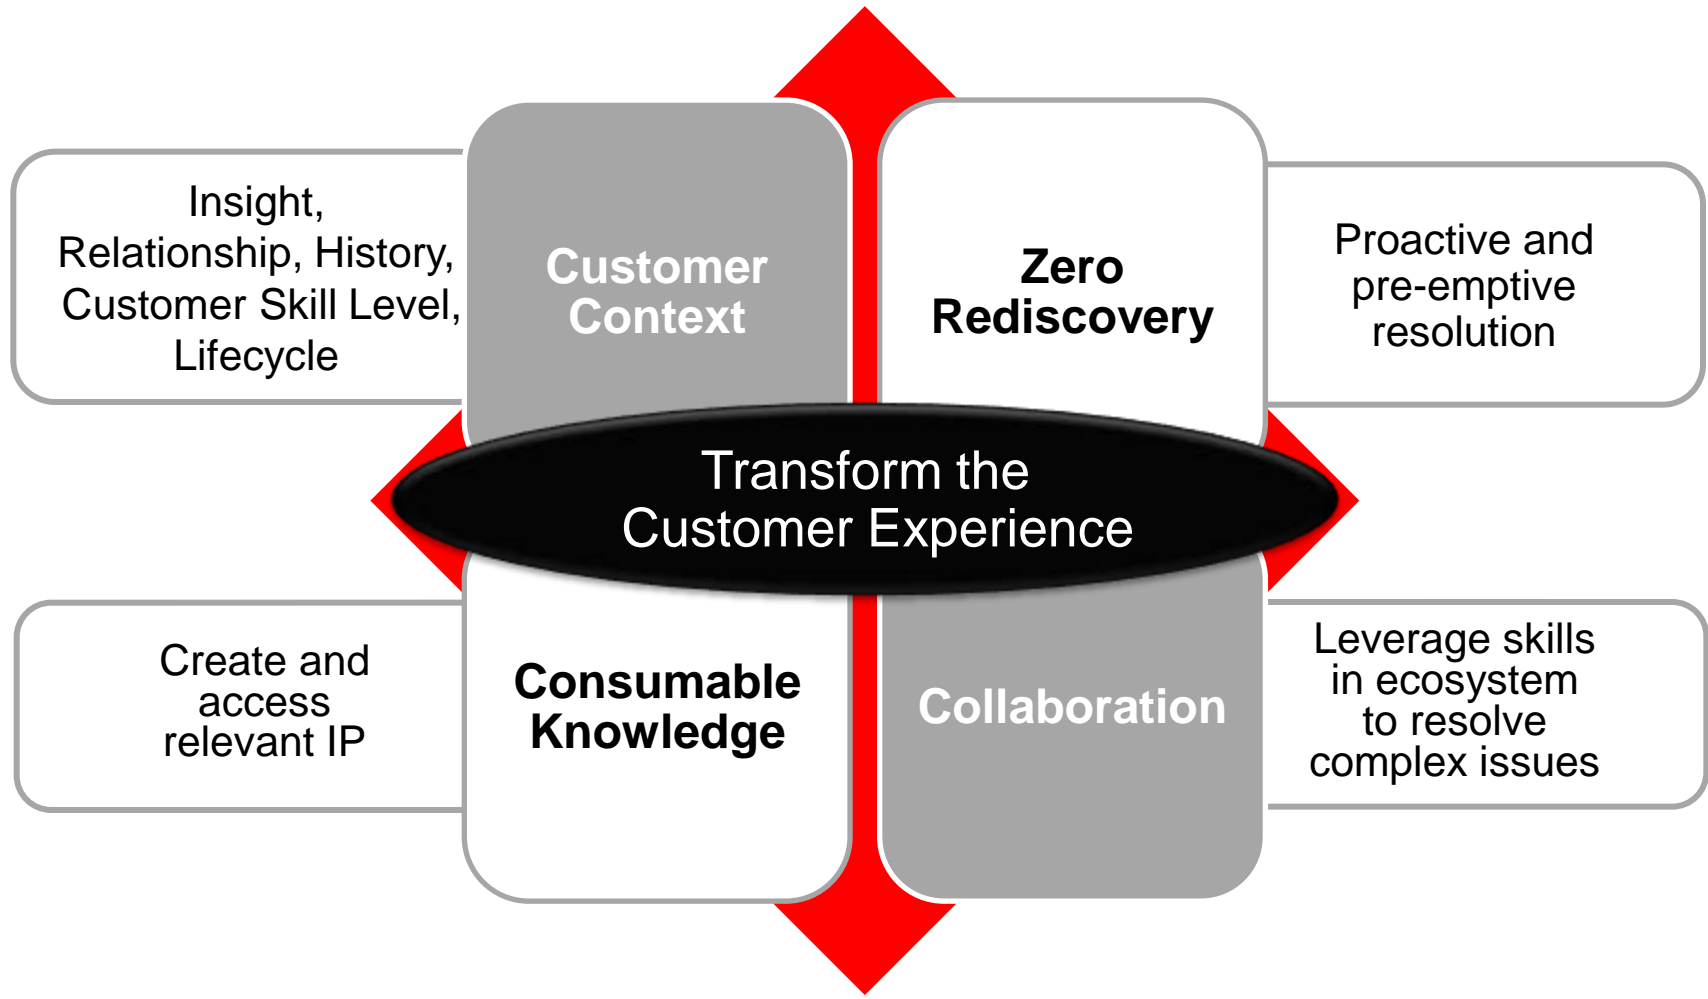 Insight,
Relationship, History,
Customer Skill Level,
Lifecycle
Customer
Context
Zero
Rediscovery
Proactive and
pre-emptive
resolution
Transform the
Customer Experience
Create and
access
relevant IP
Consumable
Knowledge
Collaboration
Leverage skills
in ecosystem
to resolve
complex issues